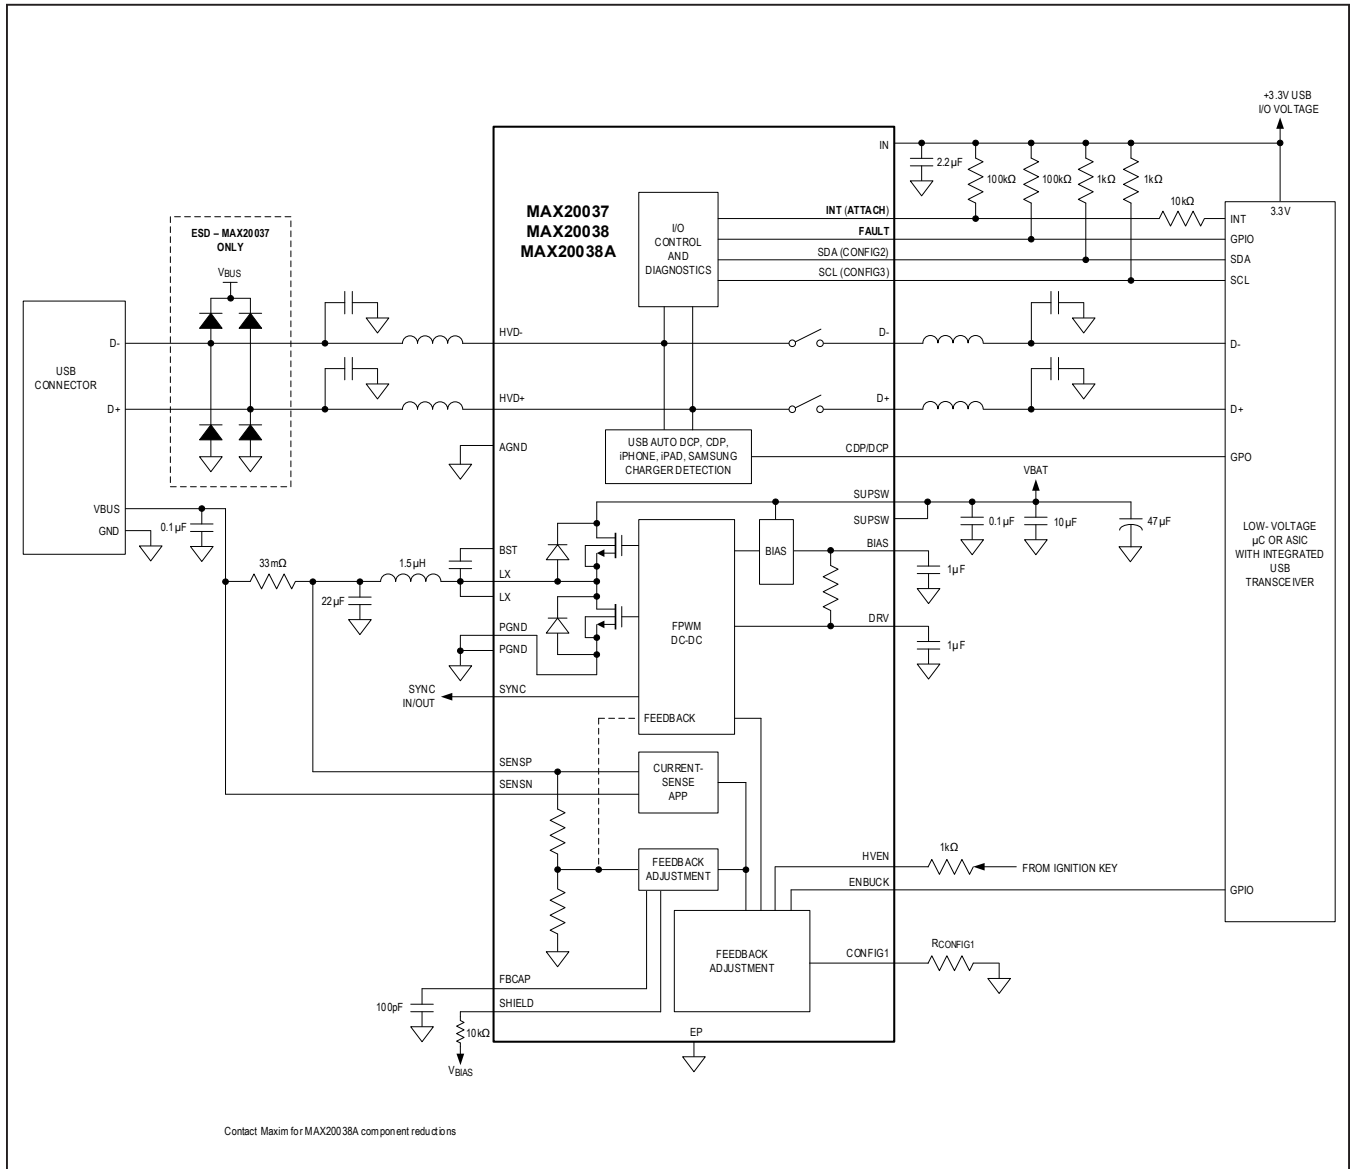 +3.3V USB
I/O VOLTAGE
IN
2.2µF
100kΩ
100kΩ
1kΩ
1kΩ
MAX20037
MAX20038
MAX20038A
I/O
CONTROL
AND
DIAGNOSTICS
INT (ATTACH)
FAULT
SDA (CONFIG2)
SCL (CONFIG3)
10kΩ
3.3V
INT
GPIO
SDA
SCL
ESD – MAX20037
ONLY
VBUS
USB
CONNECTOR
D-
D+
HVD-
HVD+
D-
D+
D-
D+
AGND
USB AUTO DCP, CDP,
iPHONE, iPAD, SAMSUNG
CHARGER DETECTION
CDP/DCP
GPO
VBUS
GND
0.1µF
33mΩ
22µF
1.5µH
BST
LX
LX
PGND
PGND
SYNC
IN/OUT
SYNC
FPWM
DC-DC
FEEDBACK
BIAS
SUPSW
SUPSW
BIAS
DRV
VBAT
0.1µF
10µF
47µF
1µF
1µF
LOW- VOLTAGE
µC OR ASIC
WITH INTEGRATED
USB
TRANSCEIVER
SENSP
SENSN
CURRENT-
SENSE
APP
FEEDBACK
ADJUSTMENT
HVEN
1kΩ
FROM IGNITION KEY
ENBUCK
GPIO
FEEDBACK
ADJUSTMENT
CONFIG1
RCONFIG1
FBCAP
100pF
SHIELD
10kΩ
VBIAS
EP
Contact Maxim for MAX20038A component reductions